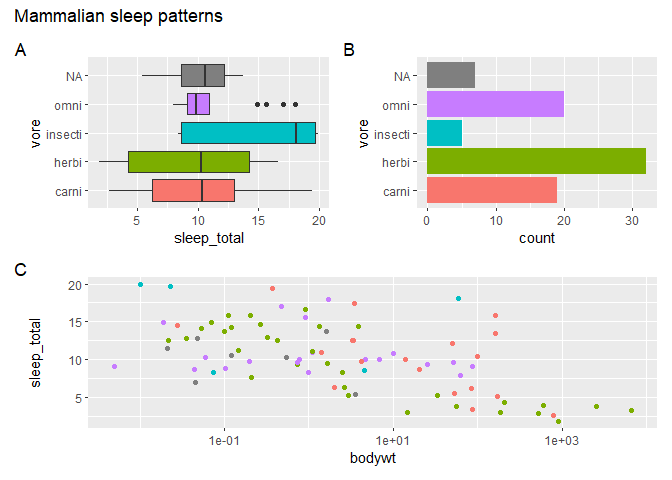 Mammalian sleep patterns
A
vore
NA
omni
insecti
herbi
carni
5 10 15 20
sleep_total
B
vore
NA
omni
insecti
herbi
carni
0 10 20 30
count
C
sleep_total
20
15
10
5
1e-01 1e+01 1e+03
bodywt